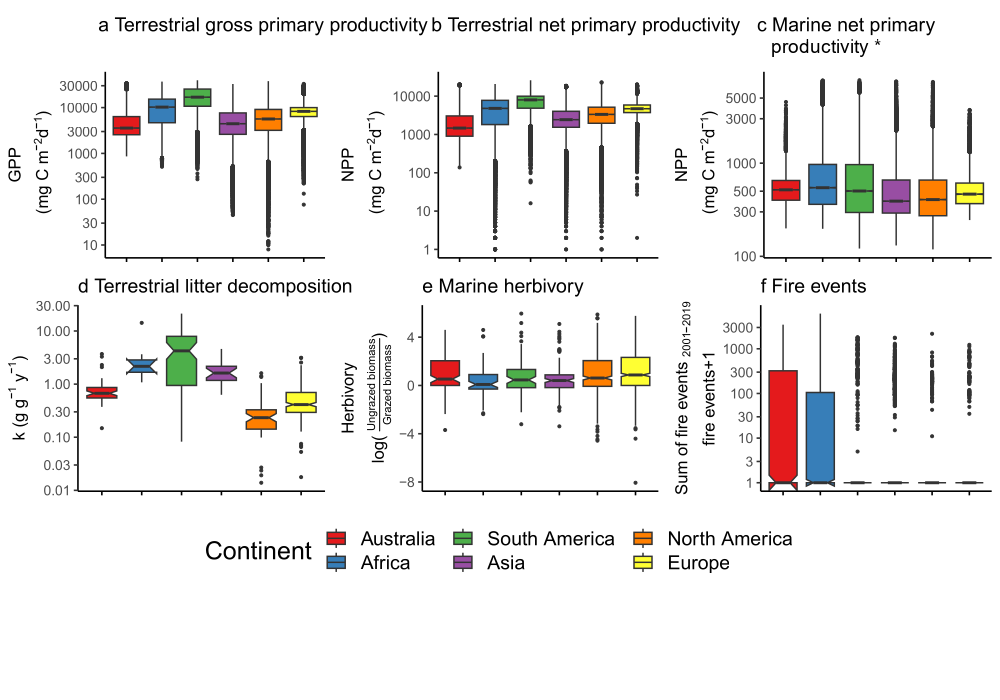 a Terrestrial gross primary productivity
b Terrestrial net primary productivity
c Marine net primary
productivity *
GPP
(mg C m⁻²d⁻¹)
30000
10000
3000
1000
300
100
30
10
NPP
(mg C m⁻²d⁻¹)
10000
1000
100
10
1
NPP
(mg C m⁻²d⁻¹)
5000
3000
1000
500
300
100
d Terrestrial litter decomposition
e Marine herbivory
f Fire events
k (g g⁻¹ y⁻¹)
30.00
10.00
3.00
1.00
0.30
0.10
0.03
0.01
Herbivory
log(Ungrazed biomass/Grazed biomass)
4
0
−4
−8
Sum of fire events 2001−2019
fire events+1
3000
1000
300
100
30
10
3
1
Continent
Australia
Africa
South America
Asia
North America
Europe